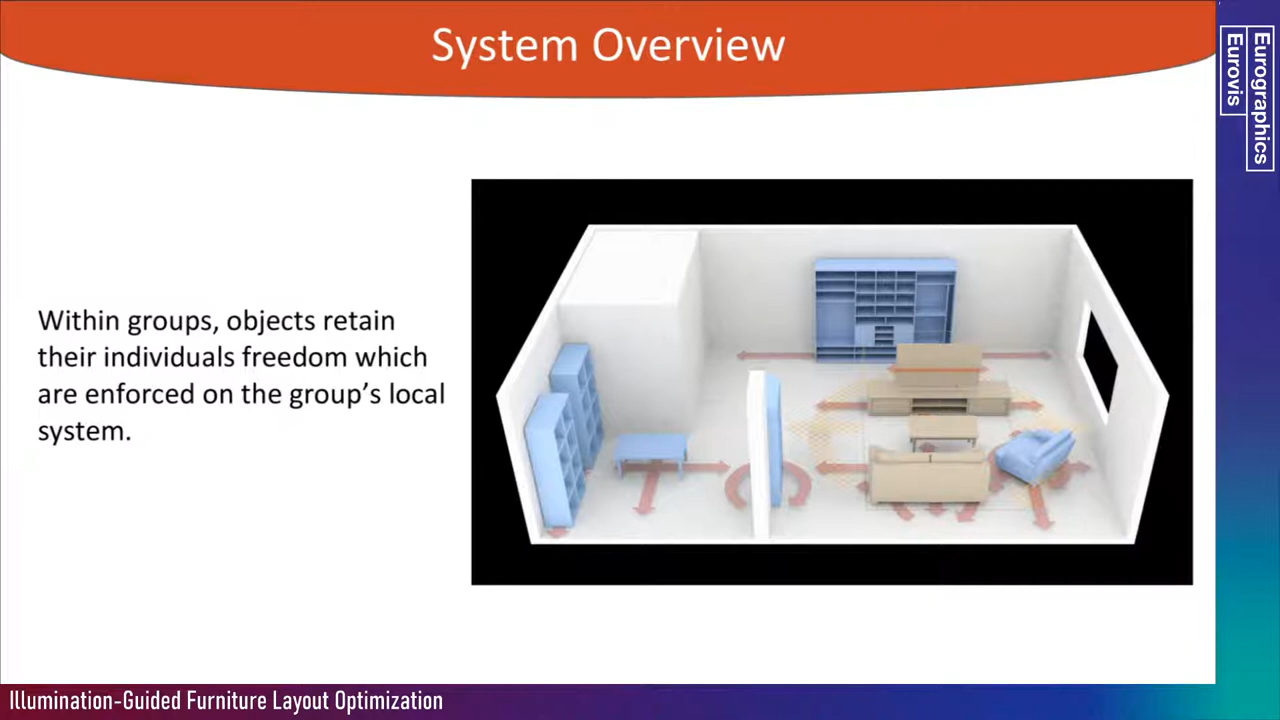 System Overview
Eurographics
Eurovis
Within groups, objects retain
their individuals freedom which
are enforced on the group's local
system.
Illumination-Guided Furniture Layout Optimization